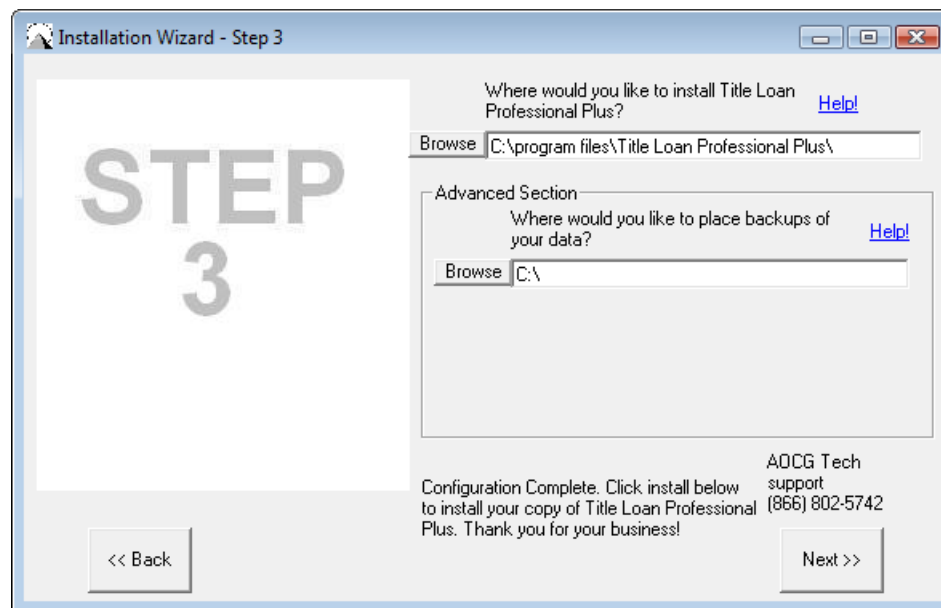 Installation Wizard - Step 3
STEP
3
Where would you like to install Title Loan
Professional Plus?
Help!
Browse
C:\program files\Title Loan Professional Plus\
Advanced Section
Where would you like to place backups of
your data?
Help!
Browse
C:\
Configuration Complete. Click install below
to install your copy of Title Loan Professional
Plus. Thank you for your business!
AOCG Tech
support
(866) 802-5742
<< Back
Next >>